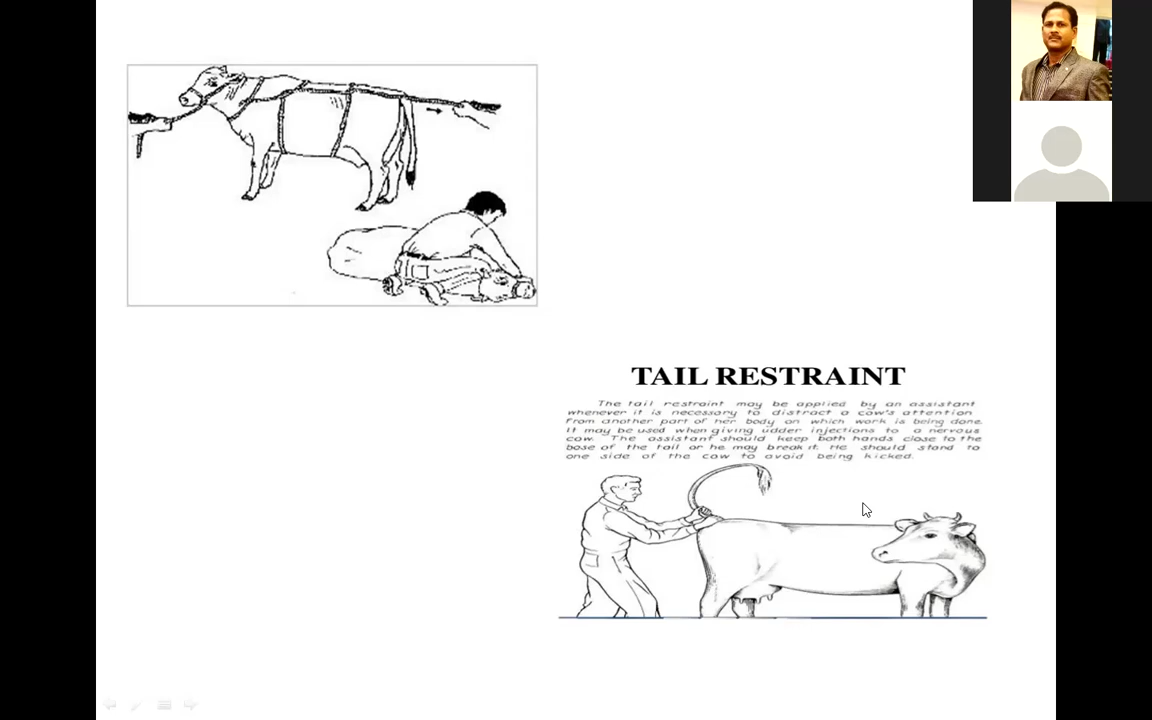 TAIL RESTRAINT
The tail restraint may be applied by an assistant
whenever it is necessary to distract a cow's attention
from another part of her body on which work is being done.
It may be used when giving udder injections to a nervous
cow. The assistant should keep both hands close to the
base of the tail or he may break it. He should stand to
one side of the cow to avoid being kicked.